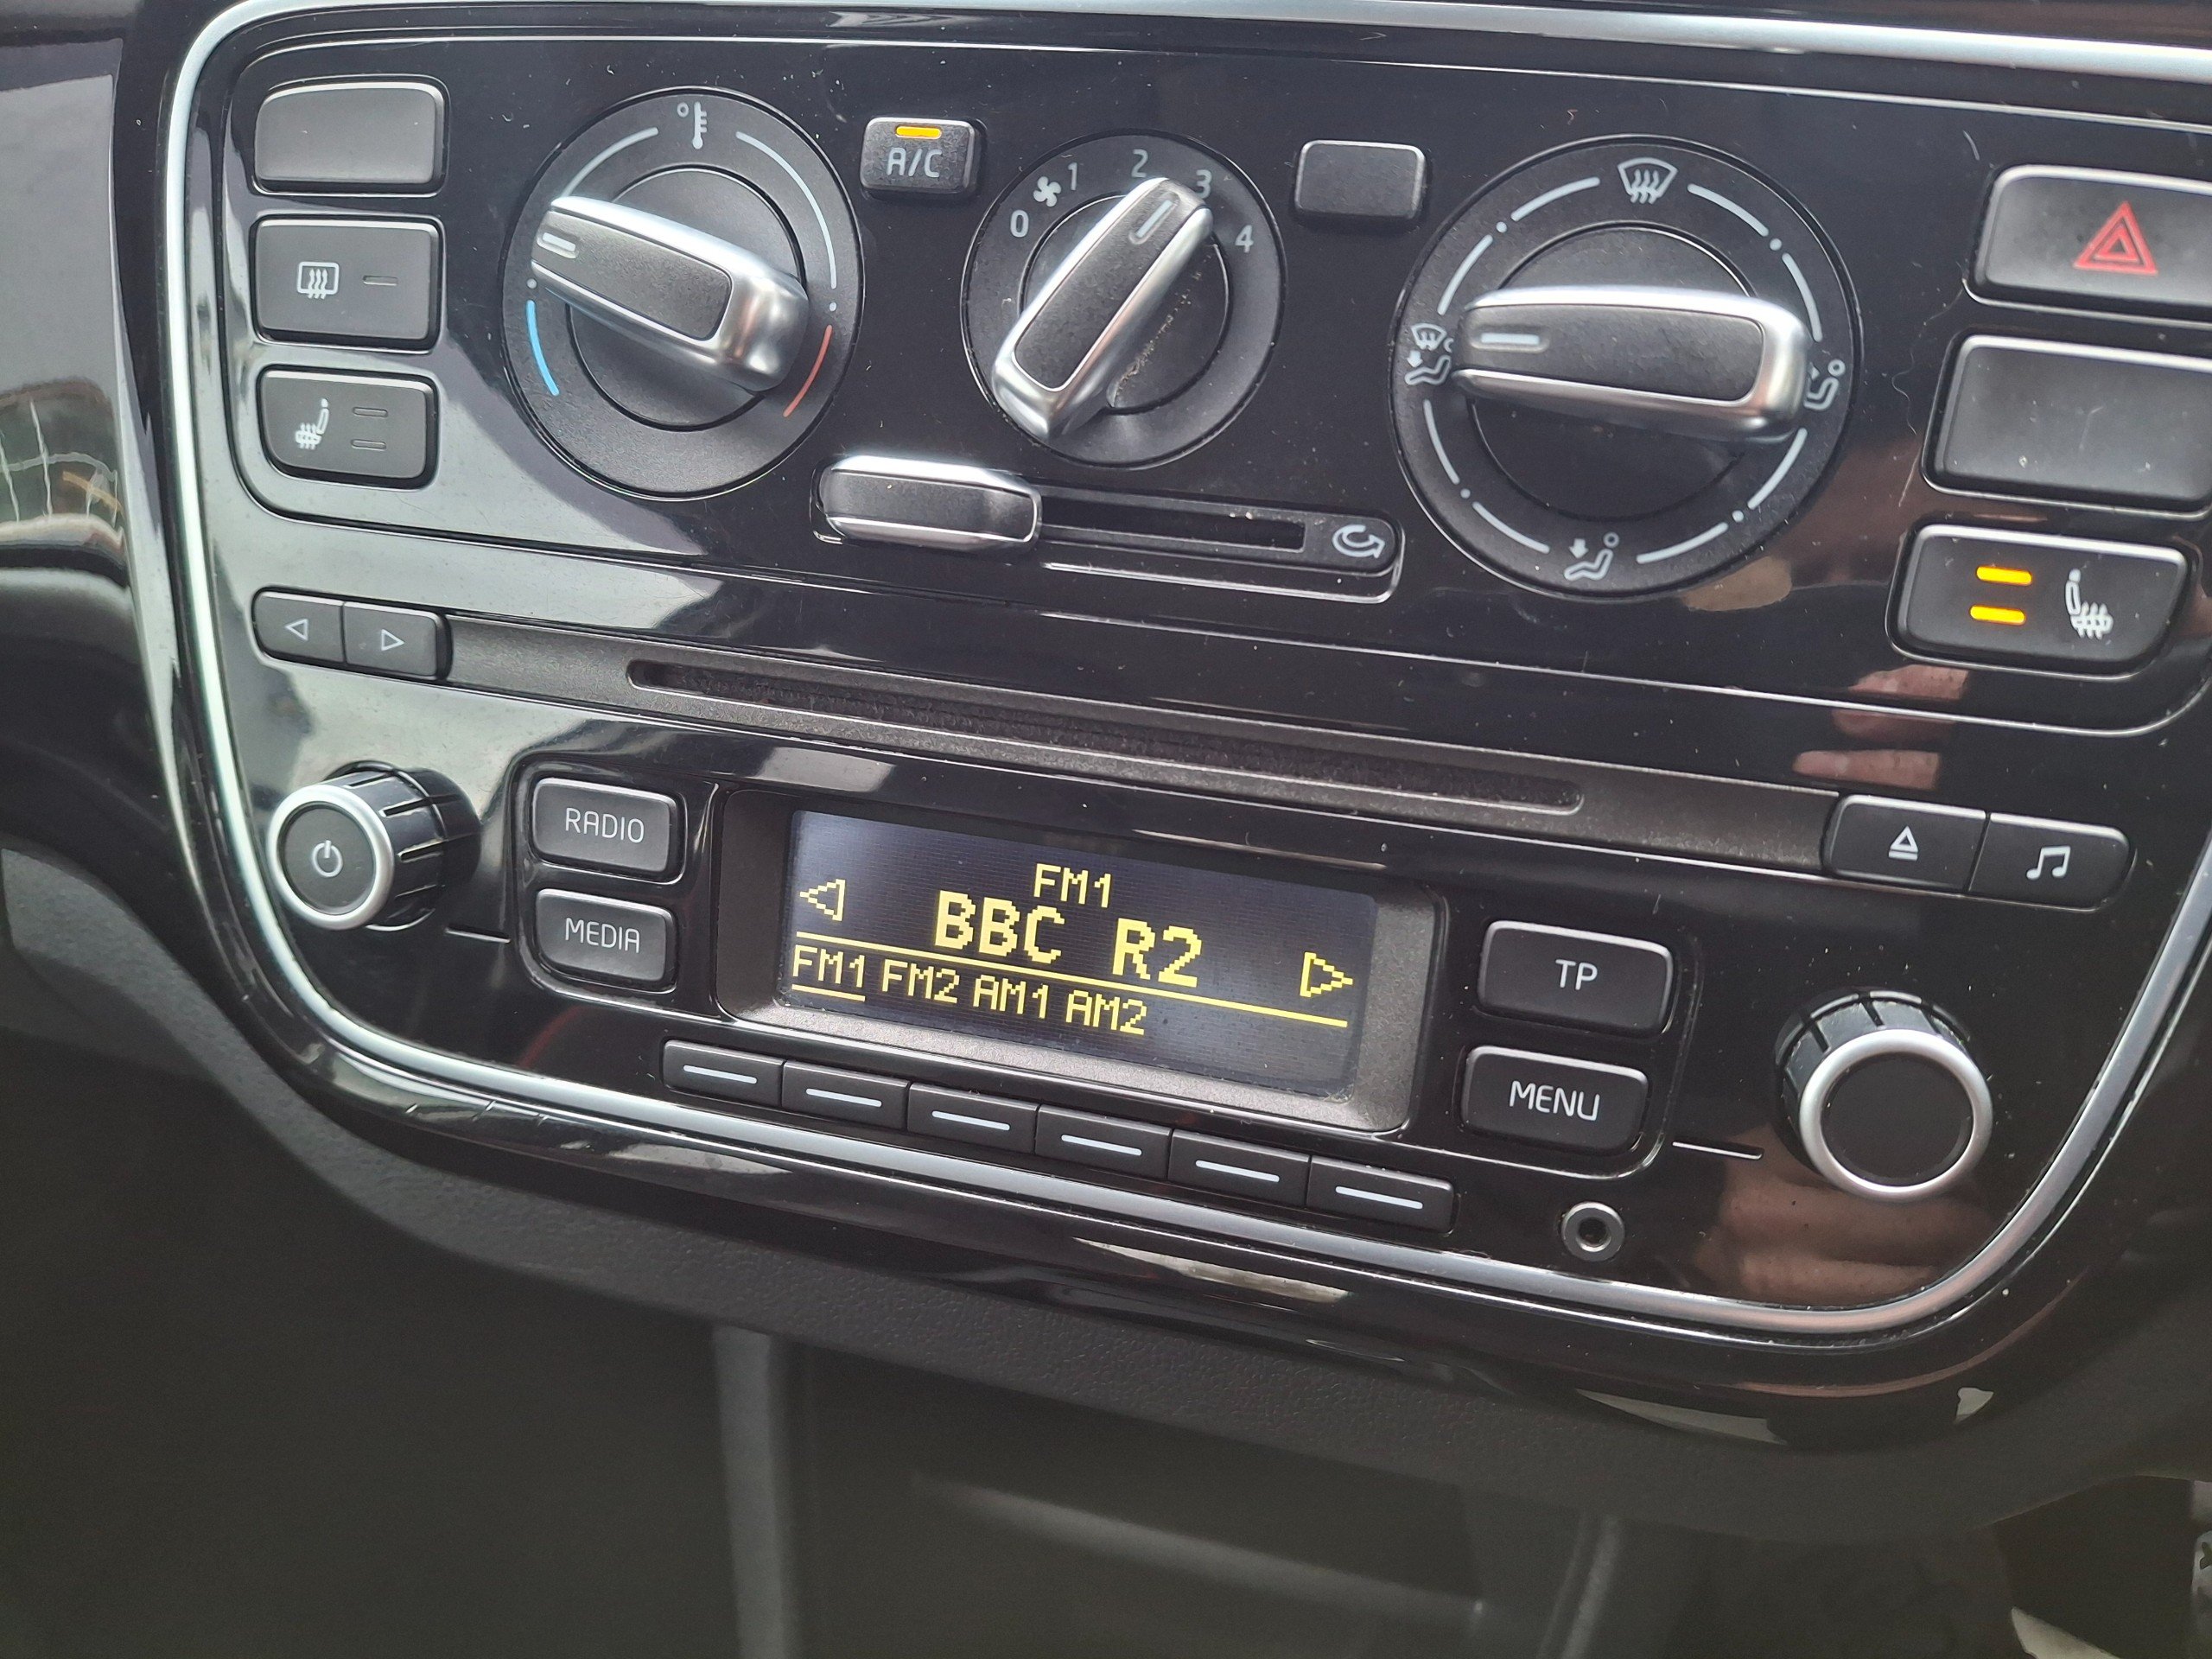 A/C
0 1 2 3 4
RADIO
MEDIA
FM1
BBC R2
FM1 FM2 AM1 AM2
TP
MENU